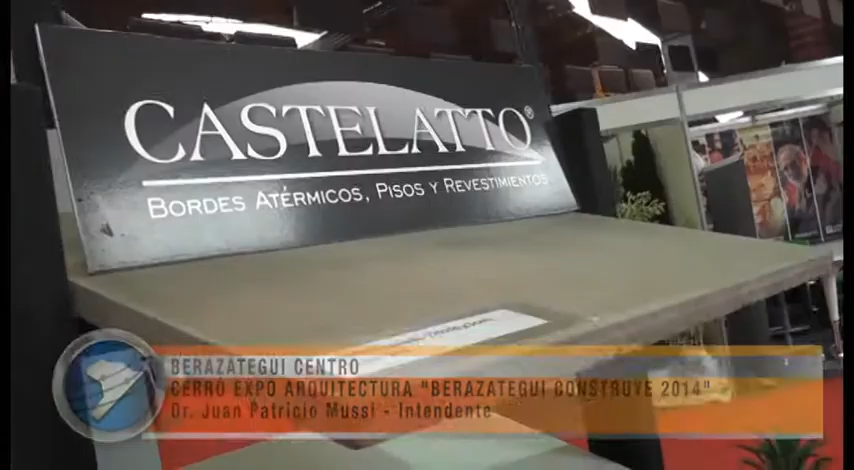 CASTELATTO®
BORDES ATÉRMICOS, PISOS Y REVESTIMIENTOS
BERAZATEGUI CENTRO
CERRÓ EXPO ARQUITECTURA "BERAZATEGUI CONSTRUYE 2014"
Dr. Juan Patricio Mussi - Intendente